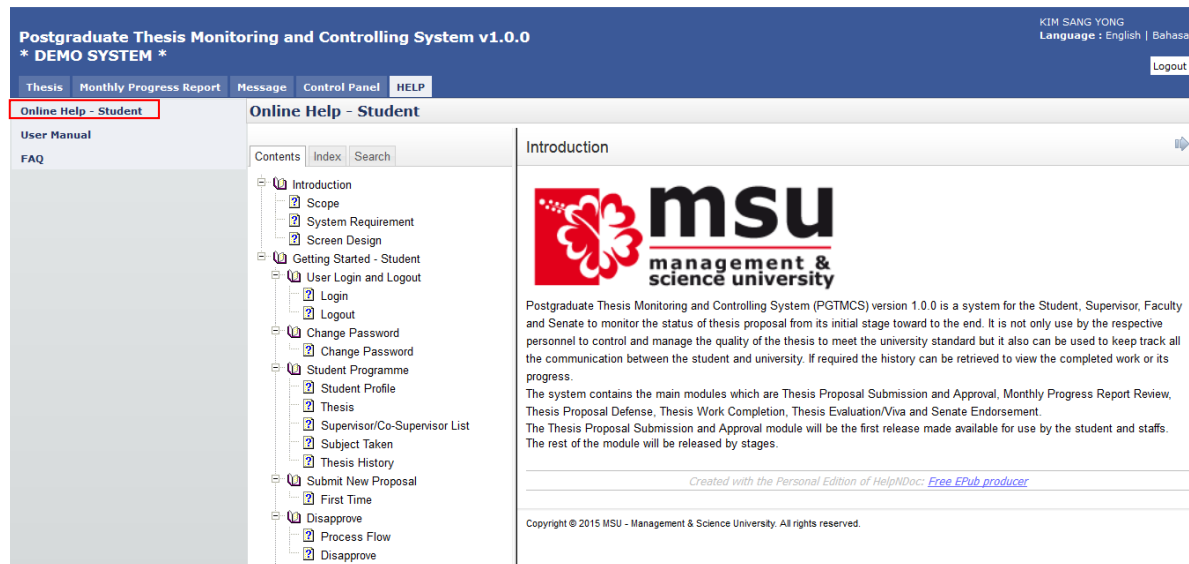 KIM SANG YONG
Postgraduate Thesis Monitoring and Controlling System v1.0.0
Language : English | Bahasa
* DEMO SYSTEM *
Logout
Thesis Monthly Progress Report Message Control Panel HELP
Online Help - Student
User Manual
FAQ
Online Help - Student
Contents Index Search
Introduction
Scope
System Requirement
Screen Design
Getting Started - Student
User Login and Logout
Login
Logout
Change Password
Change Password
Student Programme
Student Profile
Thesis
Supervisor/Co-Supervisor List
Subject Taken
Thesis History
Submit New Proposal
First Time
Disapprove
Process Flow
Disapprove
Introduction
msu
management &
science university
Postgraduate Thesis Monitoring and Controlling System (PGTMCS) version 1.0.0 is a system for the Student, Supervisor, Faculty
and Senate to monitor the status of thesis proposal from its initial stage toward to the end. It is not only use by the respective
personnel to control and manage the quality of the thesis to meet the university standard but it also can be used to keep track all
the communication between the student and university. If required the history can be retrieved to view the completed work or its
progress.
The system contains the main modules which are Thesis Proposal Submission and Approval, Monthly Progress Report Review,
Thesis Proposal Defense, Thesis Work Completion, Thesis Evaluation/Viva and Senate Endorsement.
The Thesis Proposal Submission and Approval module will be the first release made available for use by the student and staffs.
The rest of the module will be released by stages.
Created with the Personal Edition of HelpNDoc: Free EPub producer
Copyright © 2015 MSU - Management & Science University. All rights reserved.